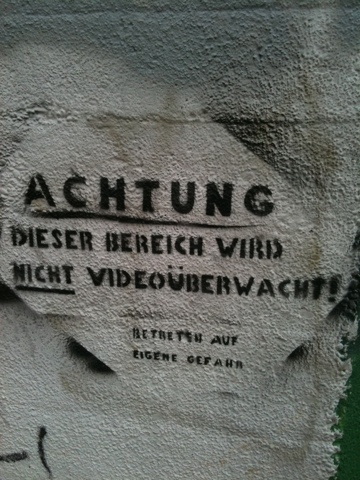 ACHTUNG
DIESER BEREICH WIRD
NICHT VIDEOÜBERWACHT!
BETRETEN AUF
EIGENE GEFAHR